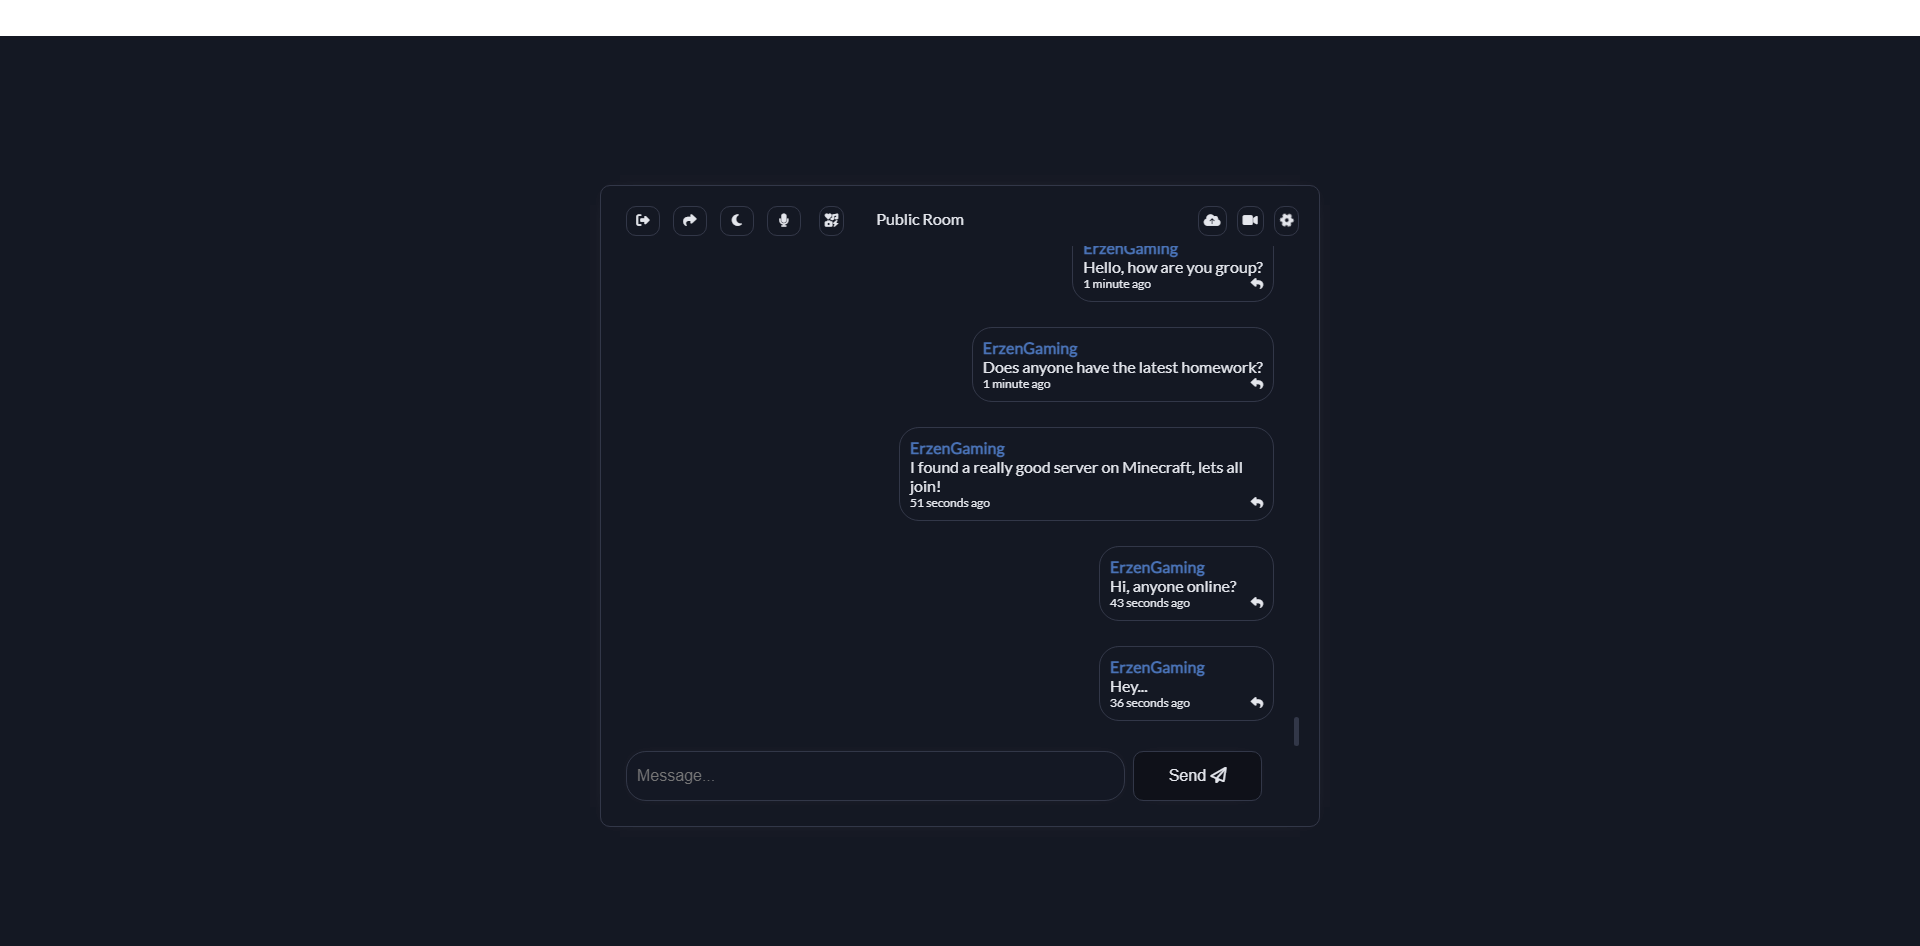 Public Room
ErzenGaming
Hello, how are you group?
1 minute ago
ErzenGaming
Does anyone have the latest homework?
1 minute ago
ErzenGaming
I found a really good server on Minecraft, lets all
join!
51 seconds ago
ErzenGaming
Hi, anyone online?
43 seconds ago
ErzenGaming
Hey...
36 seconds ago
Message...
Send